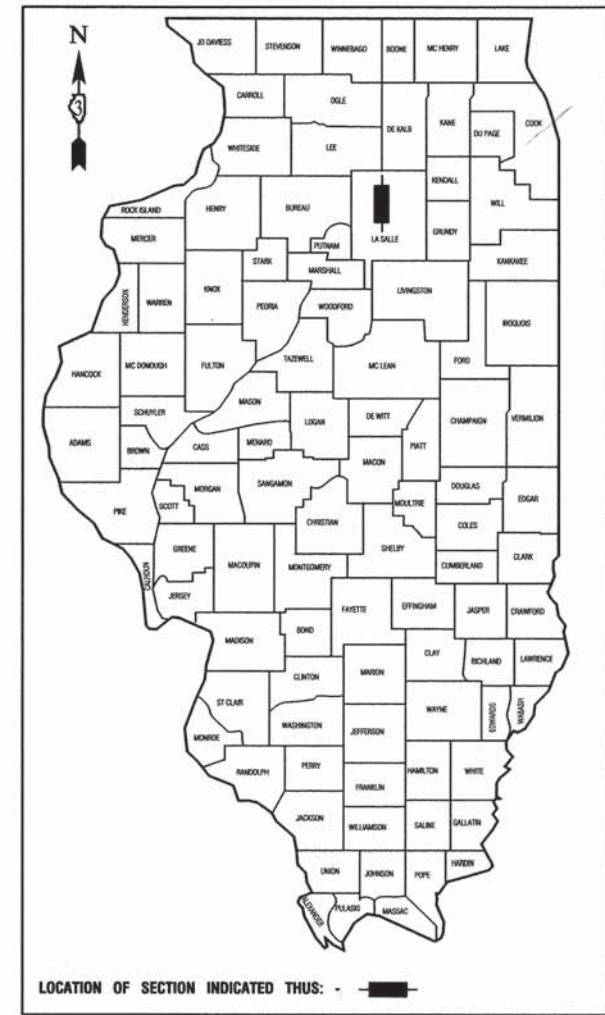 N
3
JO DAVIESS STEVENSON WINNEBAGO BOONE MC HENRY LAKE
CARROLL OGLE DE KALB KANE DU PAGE COOK
WHITESIDE LEE KENDALL WILL
ROCK ISLAND HENRY BUREAU LA SALLE GRUNDY
MERCER PUTNAM KANKAKEE
STARK MARSHALL
HENDERSON WARREN KNOX PEORIA WOODFORD LIVINGSTON IROQUOIS
HANCOCK MC DONOUGH FULTON TAZEWELL MC LEAN FORD
SCHUYLER MASON LOGAN DE WITT CHAMPAIGN VERMILION
ADAMS BROWN CAGS MENARD MACON PIATT
PIKE SCOTT MORGAN SANGAMON CHRISTIAN MOULTRIE DOUGLAS EDGAR
COLES
CALHOUN GREENE MACOUPIN MONTGOMERY SHELBY CUMBERLAND CLARK
JERSEY FAYETTE EFFINGHAM JASPER CRAWFORD
MADISON BOND CLAY RICHLAND LAWRENCE
CLINTON MARION
ST CLAIR WASHINGTON WAYNE EDWARDS WABASH
MONROE JEFFERSON
RANDOLPH PERRY HAMILTON WHITE
FRANKLIN
JACKSON WILLIAMSON SALINE GALLATIN
UNION JOHNSON POPE HARDIN
ALEXANDER PULASIG MASSAC
LOCATION OF SECTION INDICATED THUS: -